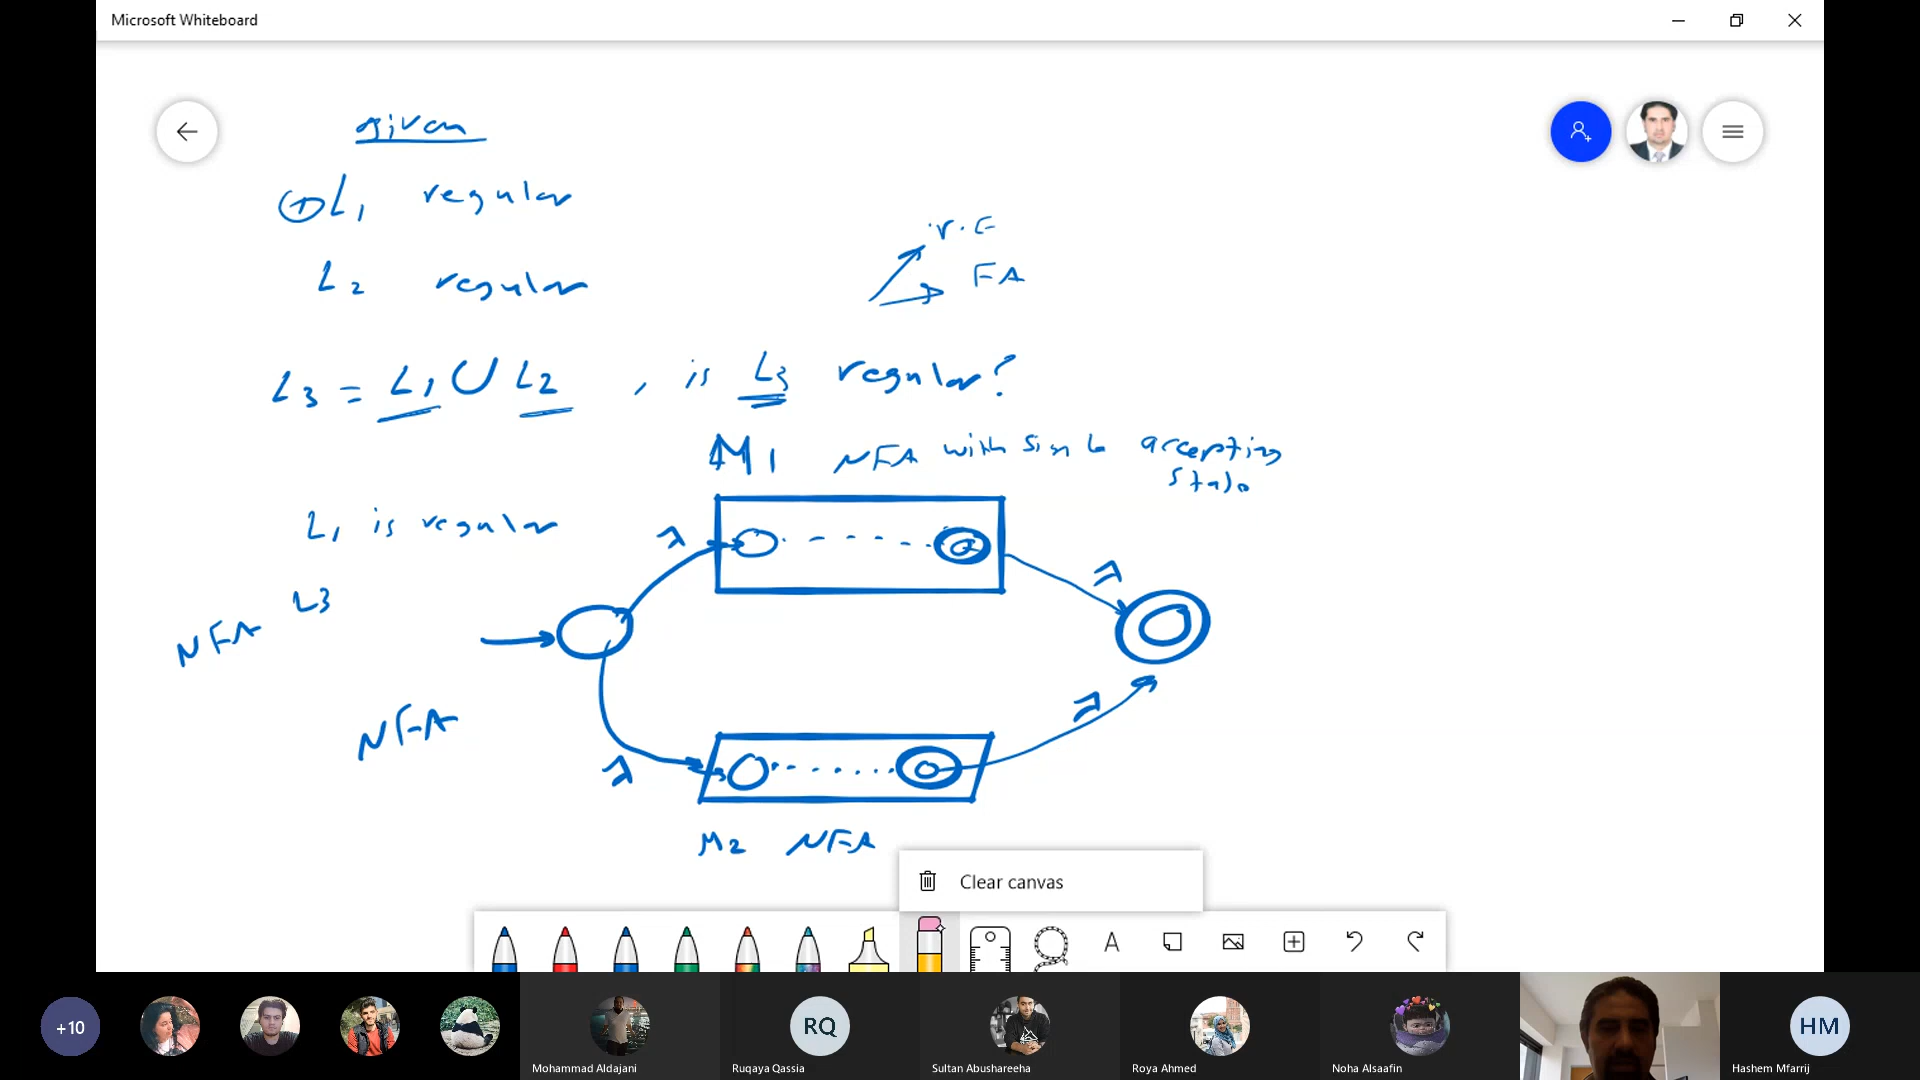 Microsoft Whiteboard
given
① L1 regular
L2 regular
r.E
FA
L3 = L1 ∪ L2 , is L3 regular?
M1 NFA with single accepting
state
L1 is regular
λ
λ
NFA L3
NFA
λ
λ
M2 NFA
Clear canvas
A
+10
Mohammad Aldajani
RQ
Ruqaya Qassia
Sultan Abushareeha
Roya Ahmed
Noha Alsaafin
HM
Hashem Mfarrij